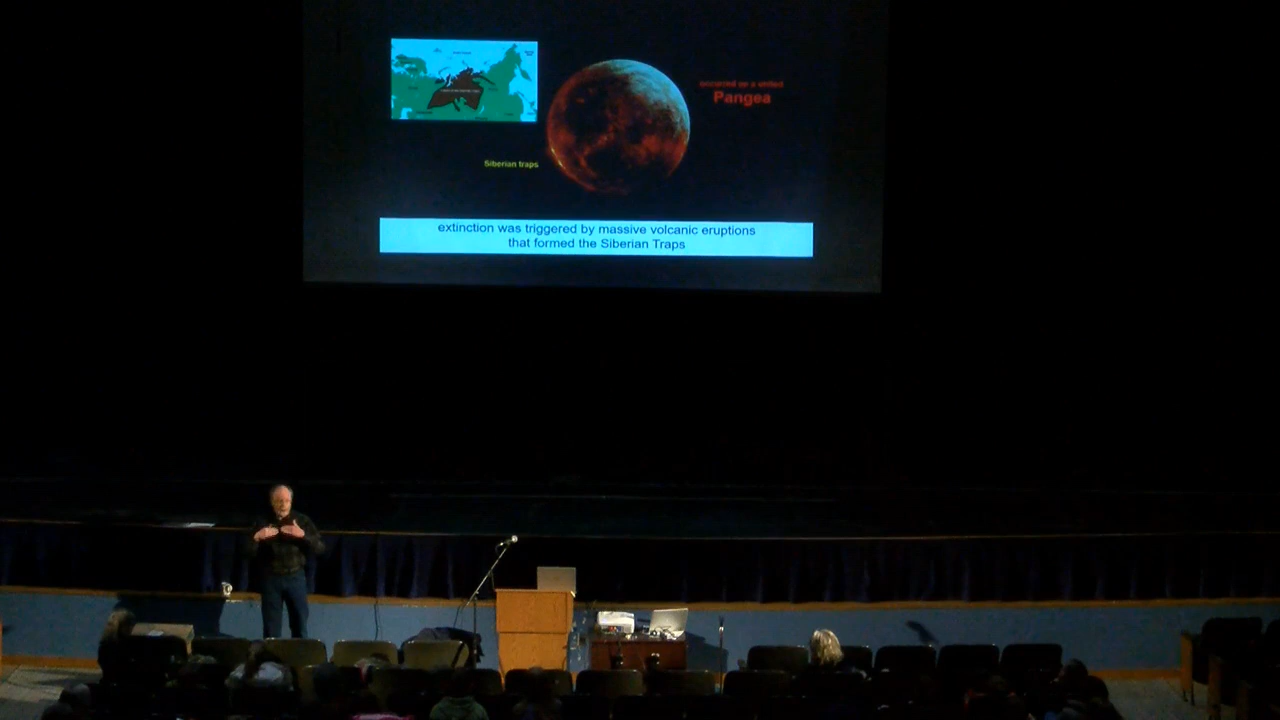 Pangea
Siberian traps
extinction was triggered by massive volcanic eruptions
that formed the Siberian Traps